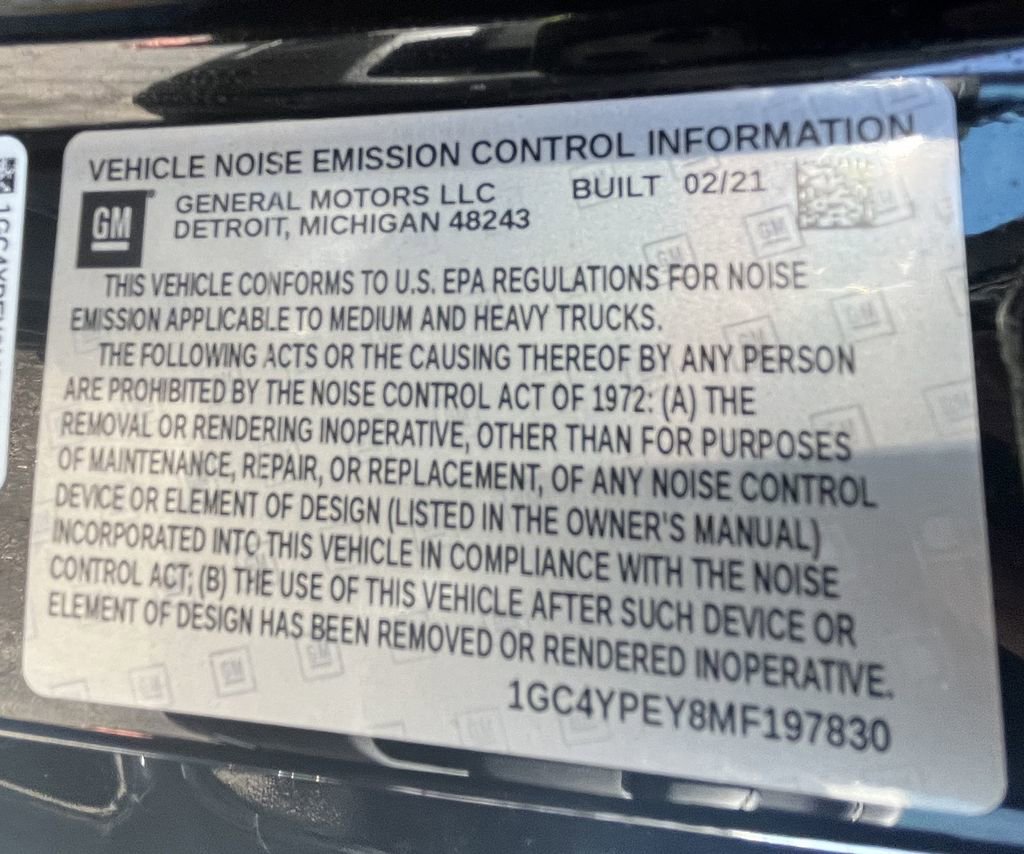 VEHICLE NOISE EMISSION CONTROL INFORMATION
GM
GENERAL MOTORS LLC
DETROIT, MICHIGAN 48243
BUILT 02/21
THIS VEHICLE CONFORMS TO U.S. EPA REGULATIONS FOR NOISE
EMISSION APPLICABLE TO MEDIUM AND HEAVY TRUCKS.
THE FOLLOWING ACTS OR THE CAUSING THEREOF BY ANY PERSON
ARE PROHIBITED BY THE NOISE CONTROL ACT OF 1972: (A) THE
REMOVAL OR RENDERING INOPERATIVE, OTHER THAN FOR PURPOSES
OF MAINTENANCE, REPAIR, OR REPLACEMENT, OF ANY NOISE CONTROL
DEVICE OR ELEMENT OF DESIGN (LISTED IN THE OWNER'S MANUAL)
INCORPORATED INTO THIS VEHICLE IN COMPLIANCE WITH THE NOISE
CONTROL ACT; (B) THE USE OF THIS VEHICLE AFTER SUCH DEVICE OR
ELEMENT OF DESIGN HAS BEEN REMOVED OR RENDERED INOPERATIVE.
1GC4YPEY8MF197830